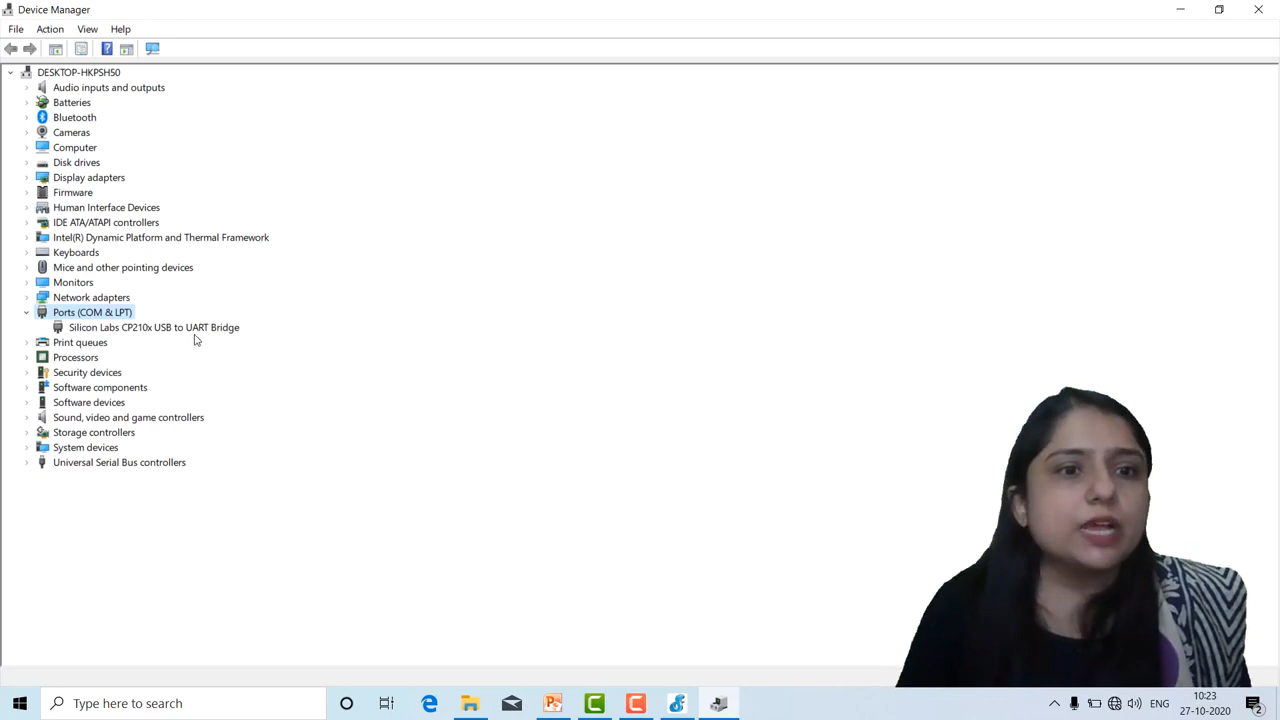 Device Manager
File Action View Help
DESKTOP-HKPSH50
Audio inputs and outputs
Batteries
Bluetooth
Cameras
Computer
Disk drives
Display adapters
Firmware
Human Interface Devices
IDE ATA/ATAPI controllers
Intel(R) Dynamic Platform and Thermal Framework
Keyboards
Mice and other pointing devices
Monitors
Network adapters
Ports (COM & LPT)
Silicon Labs CP210x USB to UART Bridge
Print queues
Processors
Security devices
Software components
Software devices
Sound, video and game controllers
Storage controllers
System devices
Universal Serial Bus controllers
Type here to search
ENG
10:23
27-10-2020
2